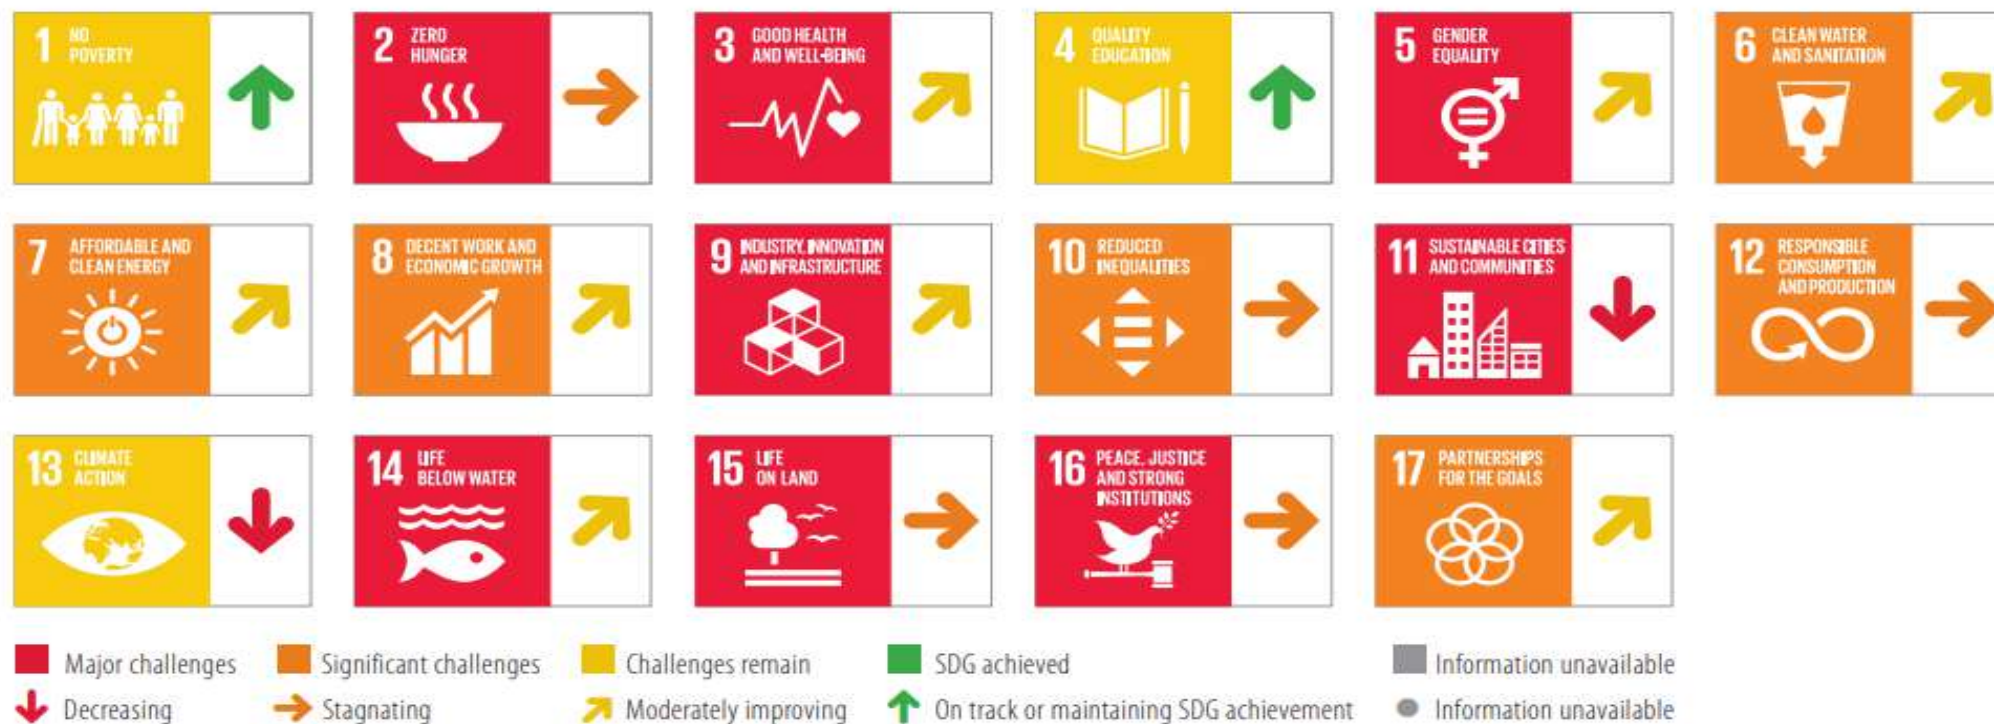 1 NO
POVERTY
2 ZERO
HUNGER
3 GOOD HEALTH
AND WELL-BEING
4 QUALITY
EDUCATION
5 GENDER
EQUALITY
6 CLEAN WATER
AND SANITATION
7 AFFORDABLE AND
CLEAN ENERGY
8 DECENT WORK AND
ECONOMIC GROWTH
9 INDUSTRY, INNOVATION
AND INFRASTRUCTURE
10 REDUCED
INEQUALITIES
11 SUSTAINABLE CITIES
AND COMMUNITIES
12 RESPONSIBLE
CONSUMPTION
AND PRODUCTION
13 CLIMATE
ACTION
14 LIFE
BELOW WATER
15 LIFE
ON LAND
16 PEACE, JUSTICE
AND STRONG
INSTITUTIONS
17 PARTNERSHIPS
FOR THE GOALS
Major challenges
Significant challenges
Challenges remain
SDG achieved
Information unavailable
Decreasing
Stagnating
Moderately improving
On track or maintaining SDG achievement
Information unavailable